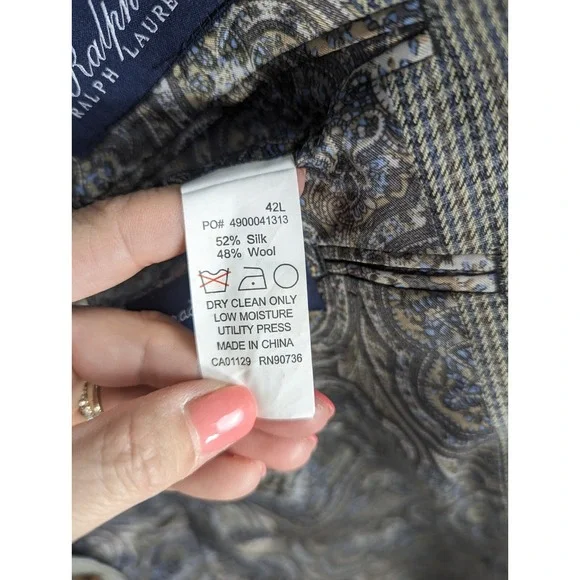 Ralph
RALPH LAURE
42L
PO# 4900041313
52% Silk
48% Wool
DRY CLEAN ONLY
LOW MOISTURE
UTILITY PRESS
MADE IN CHINA
CA01129 RN90736